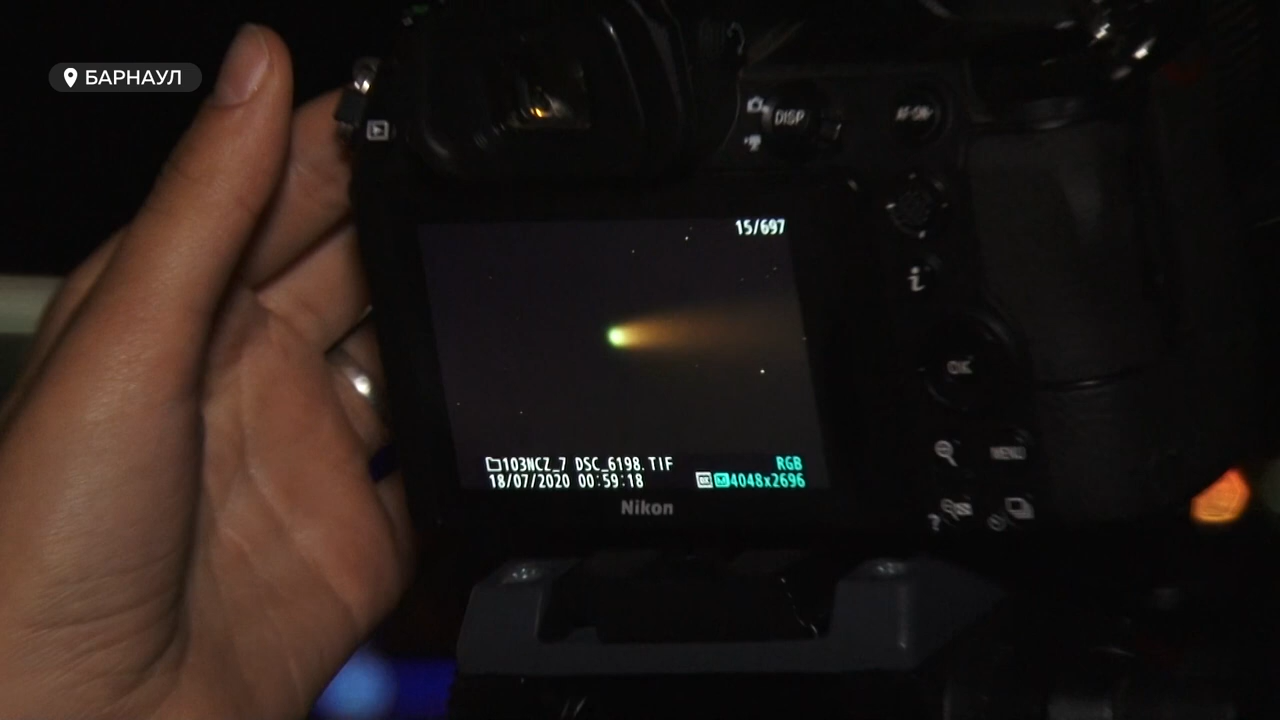 БАРНАУЛ
DISP
AF-ON
15/697
i
OK
103NCZ_7 DSC_6198.TIF
RGB
18/07/2020 00:59:18
4048x2696
MENU
Nikon
?